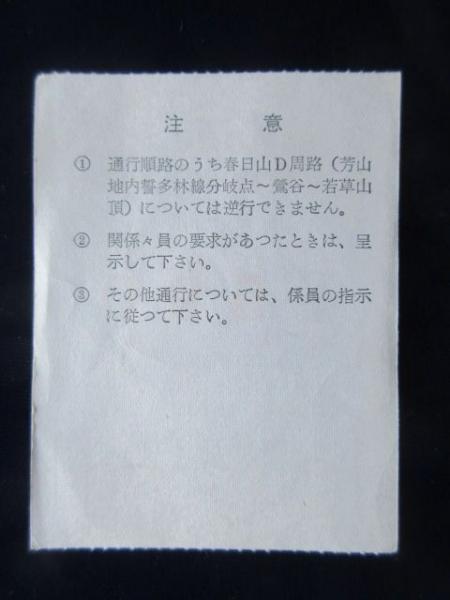 注　意
① 通行順路のうち春日山D周路（芳山
地内誓多林線分岐点～鶯谷～若草山
頂）については逆行できません。
② 関係々員の要求があつたときは、呈
示して下さい。
③ その他通行については、係員の指示
に従つて下さい。